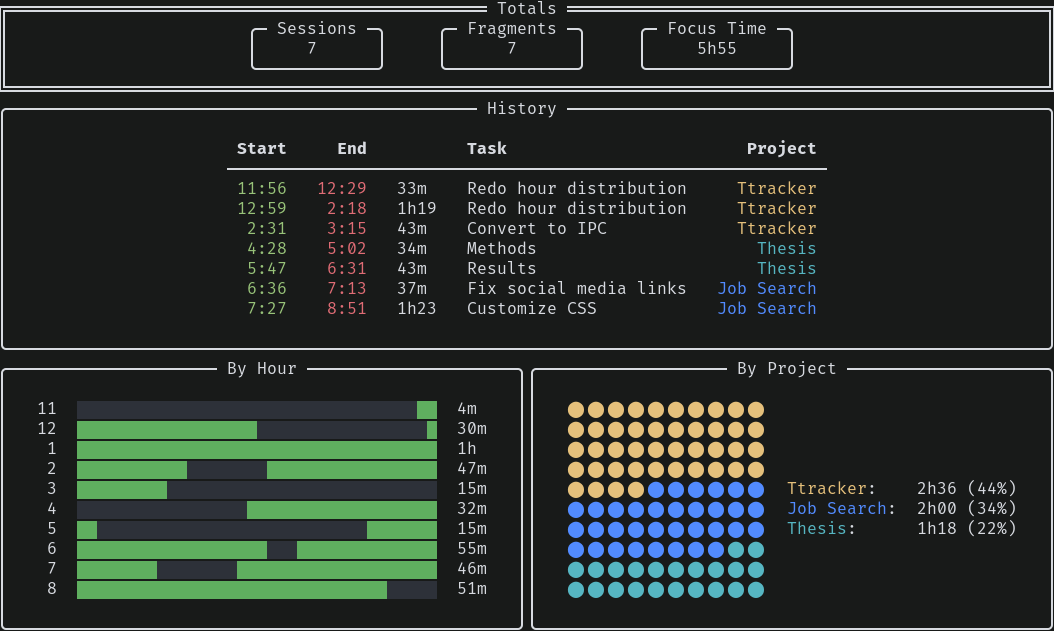 Totals
Sessions Fragments Focus Time
7 7 5h55
History
Start End Task Project
11:56 12:29 33m Redo hour distribution Ttracker
12:59 2:18 1h19 Redo hour distribution Ttracker
2:31 3:15 43m Convert to IPC Ttracker
4:28 5:02 34m Methods Thesis
5:47 6:31 43m Results Thesis
6:36 7:13 37m Fix social media links Job Search
7:27 8:51 1h23 Customize CSS Job Search
By Hour
11 4m
12 30m
1 1h
2 47m
3 15m
4 32m
5 15m
6 55m
7 46m
8 51m
By Project
Ttracker: 2h36 (44%)
Job Search: 2h00 (34%)
Thesis: 1h18 (22%)